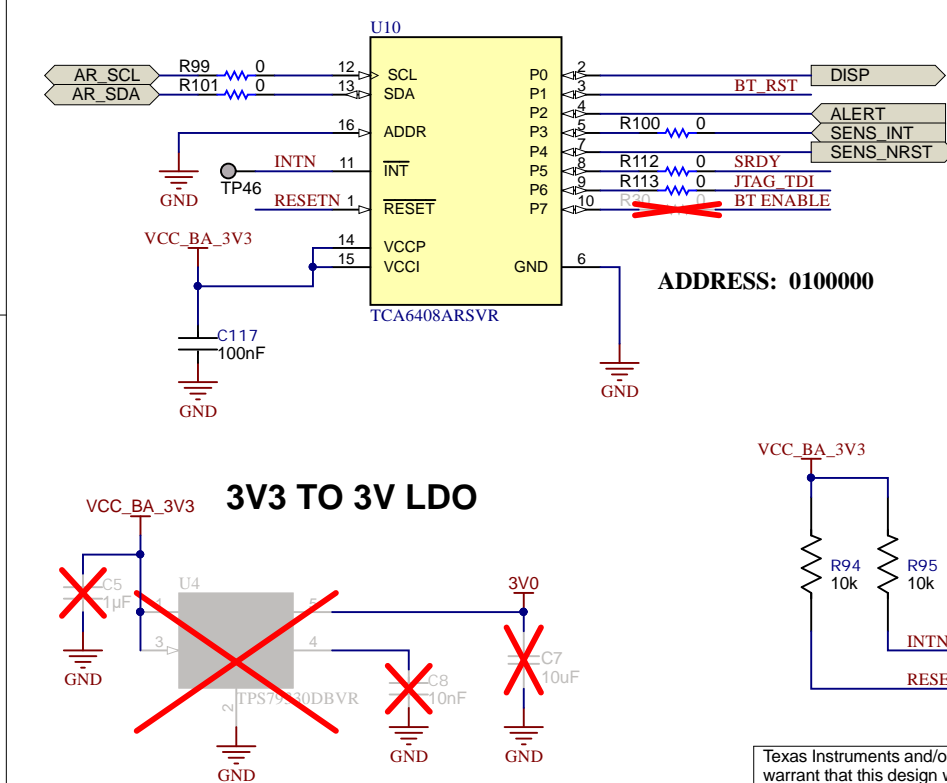 U10
AR_SCL R99 0 12 SCL P0 2 DISP
AR_SDA R101 0 13 SDA P1 3 BT_RST
P2 4 ALERT
16 ADDR P3 5 R100 0 SENS_INT
P4 7 SENS_NRST
GND TP46 INTN 11 INT P5 8 R112 0 SRDY
P6 9 R113 0 JTAG_TDI
RESETN 1 RESET P7 10 R30 0 BT ENABLE
VCC_BA_3V3
14 VCCP
15 VCCI GND 6
ADDRESS: 0100000
TCA6408ARSVR
C117
100nF
GND
GND
3V3 TO 3V LDO
VCC_BA_3V3
C5
1µF
GND
U4
1
3
5
4
2
GND
C8
10nF
GND
3V0
C7
10uF
GND
VCC_BA_3V3
R94
10k
R95
10k
INTN
RESE
Texas Instruments and/o
warrant that this design